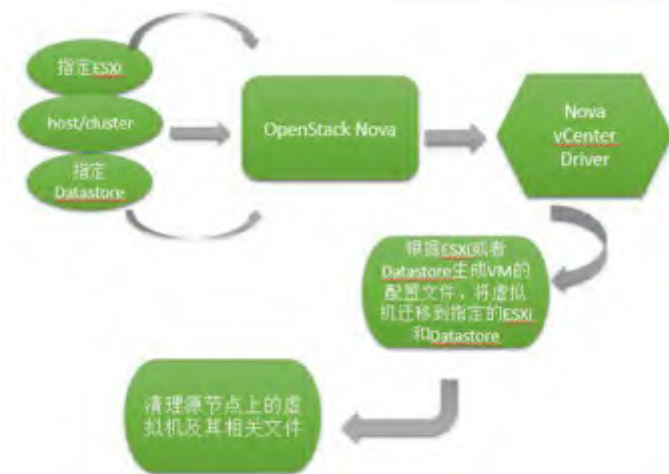 指定ESXI
host/cluster
指定
Datastore
OpenStack Nova
Nova
vCenter
Driver
根据ESXI或者
Datastore生成VM的
配置文件，将虚拟
机迁移到指定的ESXI
和Datastore
清理源节点上的虚
拟机及其相关文件